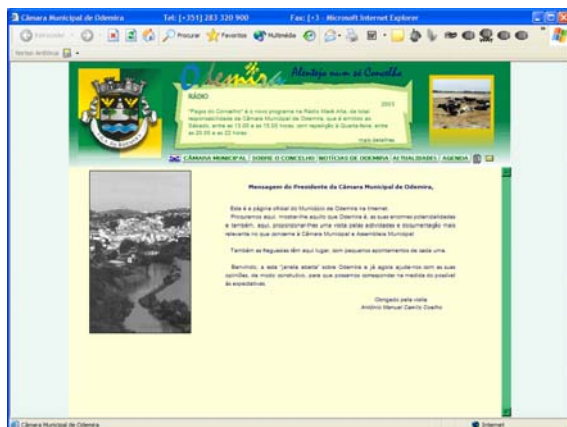 Câmara Municipal de Odemira Tel: [+351] 283 320 900 Fax: [+3 - Microsoft Internet Explorer
Procurar Favoritos Multimédia
Norton AntiVirus
Odemira Alentejo num só Concelho
RÁDIO
2003
"Pagos do Concelho" é o novo programa na Rádio Maré Alta, da total
responsabilidade da Câmara Municipal de Odemira, que é emitido ao
Sábado, entre as 13.00 e as 15.00 horas, com repetição à Quarta-feira, entre
as 20.00 e as 22 horas
mais detalhes
CÂMARA MUNICIPAL SOBRE O CONCELHO NOTÍCIAS DE ODEMIRA ACTUALIDADES AGENDA
Mensagem do Presidente da Câmara Municipal de Odemira,
Esta é a página oficial do Município de Odemira na Internet.
Procuramos aqui, mostrar-lhe aquilo que Odemira é, as suas enormes potencialidades
e também, aqui, proporcionar-lhes uma visita pelas actividades e documentação mais
relevante no que concerne à Câmara Municipal e Assembleia Municipal.
Também as freguesias têm aqui lugar, com pequenos apontamentos de cada uma.
Benvindo, a esta "janela aberta" sobre Odemira e já agora ajude-nos com as suas
opiniões, de modo construtivo, para que possamos corresponder na medida do possível
às expectativas.
Obrigado pela visita
António Manuel Camilo Coelho
Câmara Municipal de Odemira Internet